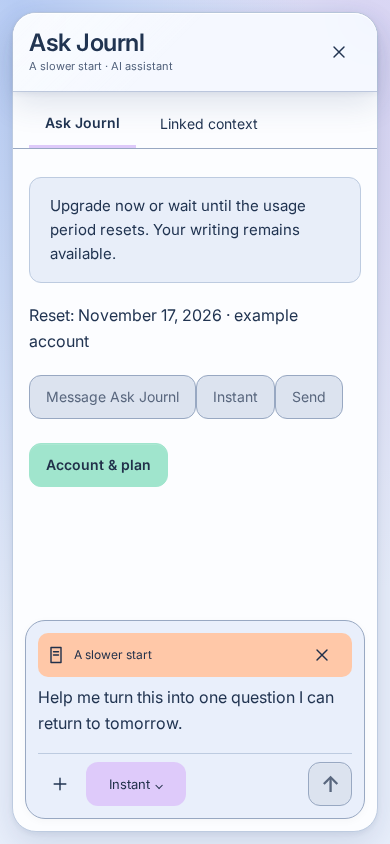 Ask Journl
A slower start · AI assistant
Ask Journl
Linked context
Upgrade now or wait until the usage
period resets. Your writing remains
available.
Reset: November 17, 2026 · example
account
Message Ask Journl
Instant
Send
Account & plan
A slower start
Help me turn this into one question I can
return to tomorrow.
Instant